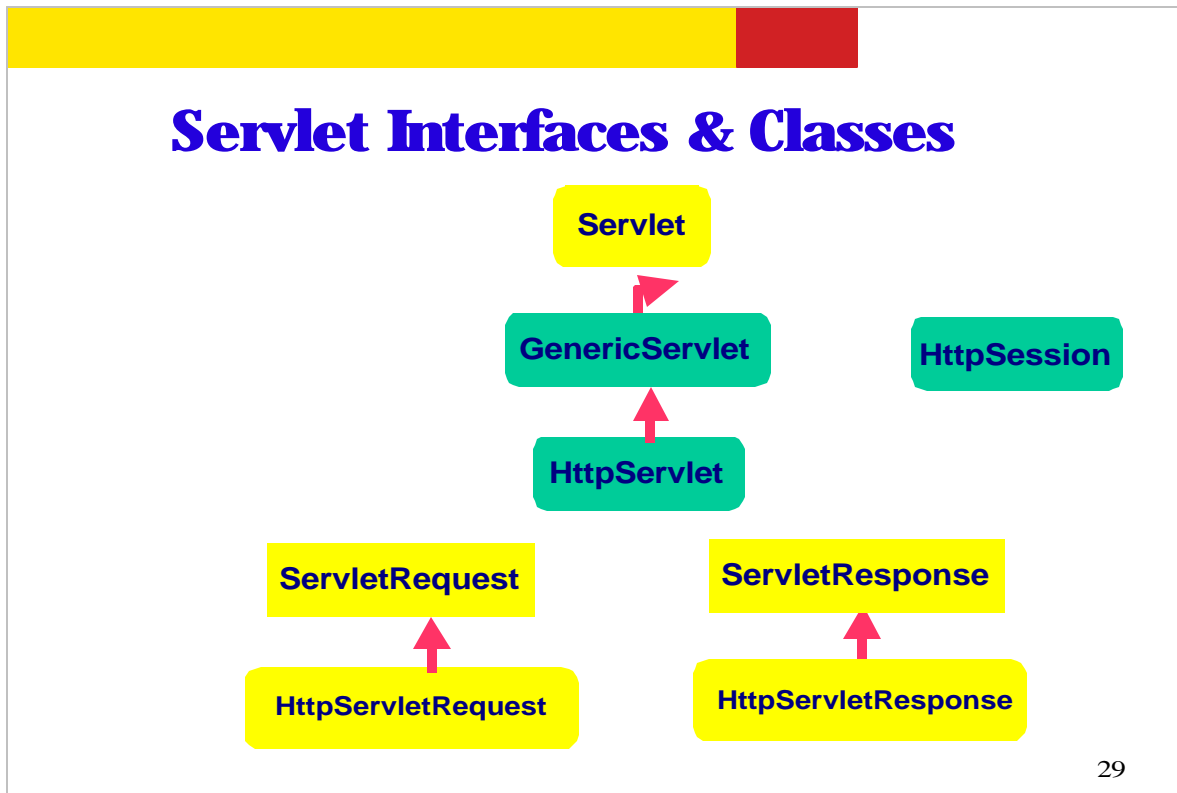 Servlet Interfaces & Classes
Servlet
GenericServlet
HttpSession
HttpServlet
ServletRequest
ServletResponse
HttpServletRequest
HttpServletResponse
29